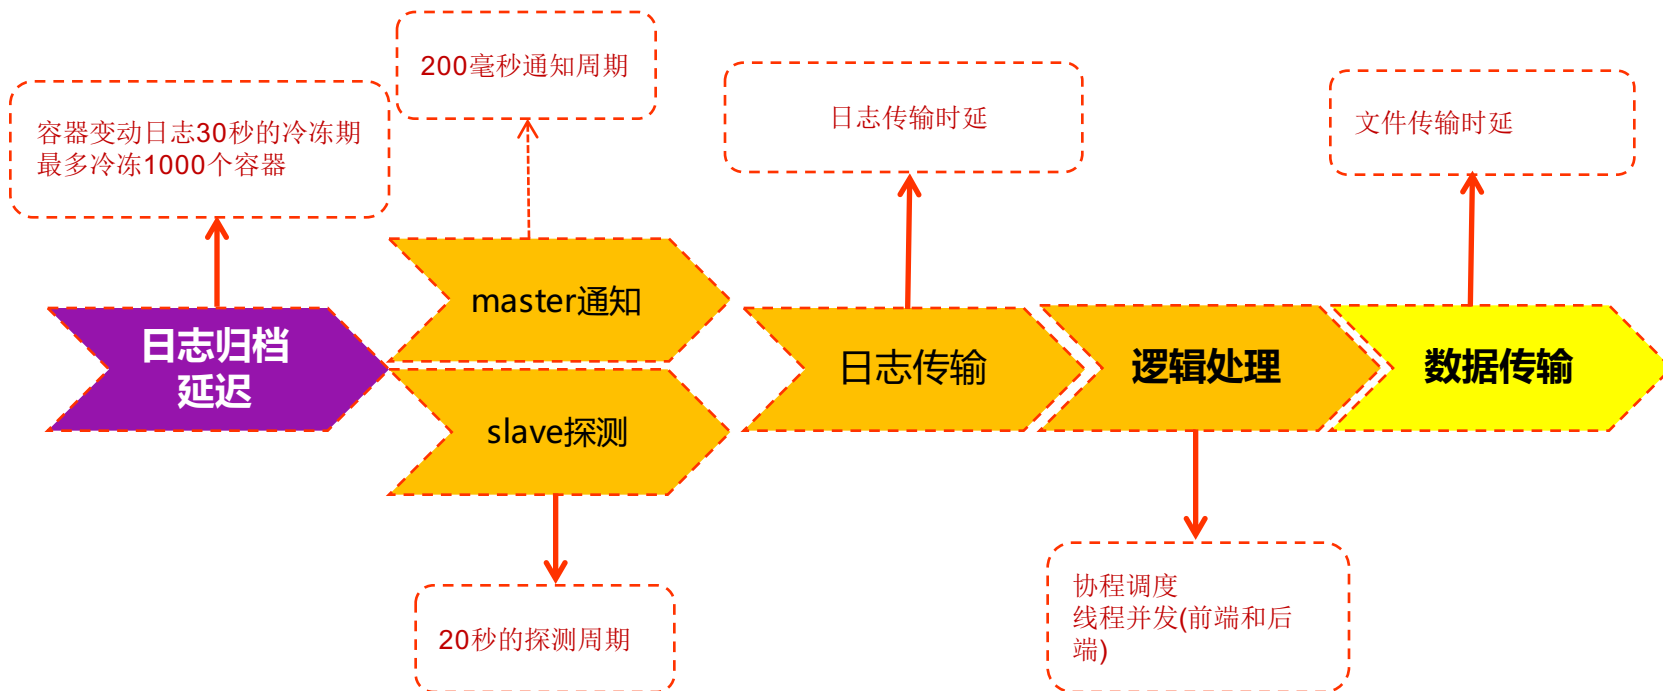 200毫秒通知周期
容器变动日志30秒的冷冻期
最多冷冻1000个容器
日志传输时延
文件传输时延
日志归档
延迟
master通知
slave探测
日志传输
逻辑处理
数据传输
20秒的探测周期
协程调度
线程并发(前端和后
端)